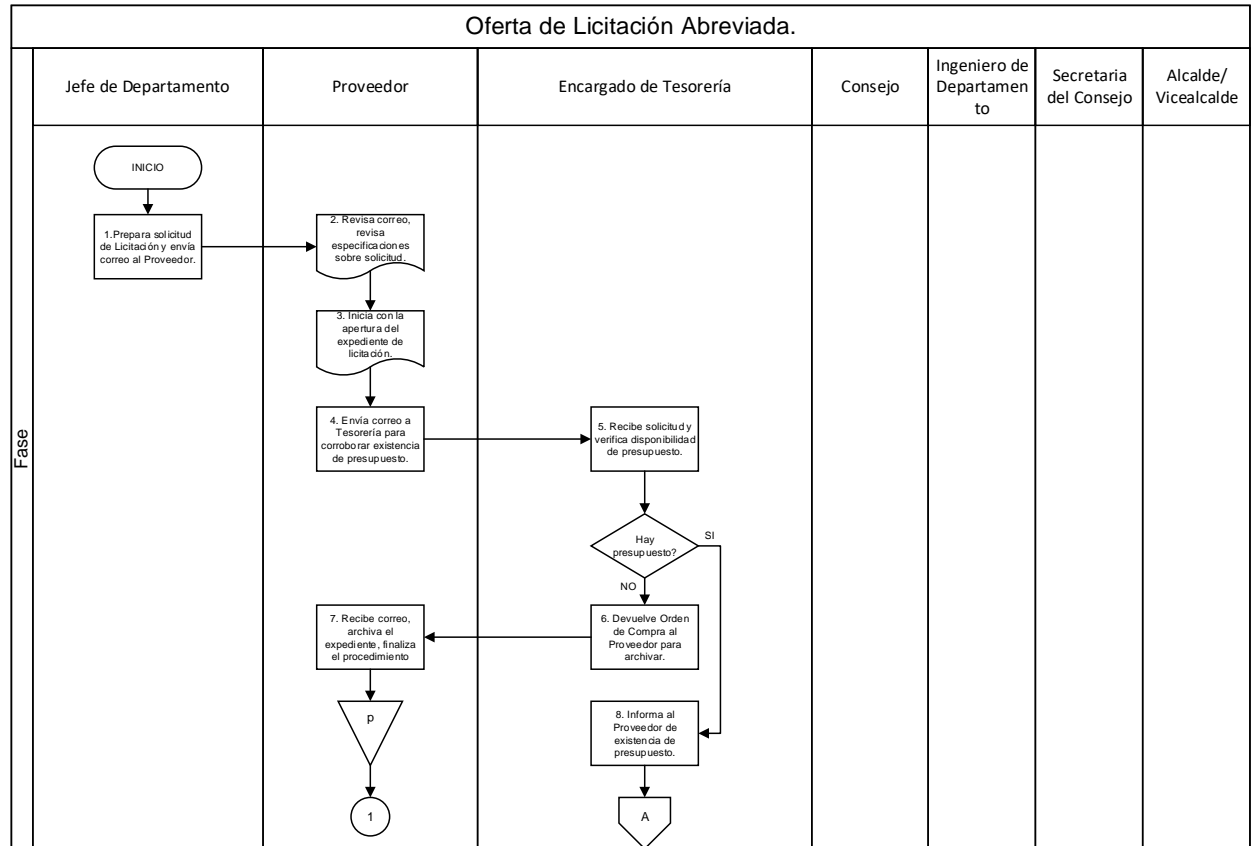 Oferta de Licitación Abreviada.
Fase
Jefe de Departamento
Proveedor
Encargado de Tesorería
Consejo
Ingeniero de
Departamen
to
Secretaria
del Consejo
Alcalde/
Vicealcalde
INICIO
1.Prepara solicitud
de Licitación y envía
correo al Proveedor.
2. Revisa correo,
revisa
especificaciones
sobre solicitud.
3. Inicia con la
apertura del
expediente de
licitación.
4. Envía correo a
Tesorería para
corroborar existencia
de presupuesto.
5. Recibe solicitud y
verifica disponibilidad
de presupuesto.
Hay
presupuesto?
SI
NO
6. Devuelve Orden
de Compra al
Proveedor para
archivar.
7. Recibe correo,
archiva el
expediente, finaliza
el procedimiento
p
1
8. Informa al
Proveedor de
existencia de
presupuesto.
A